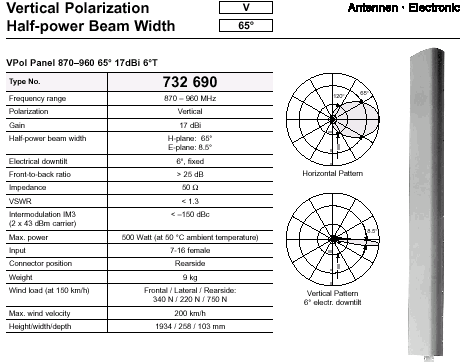 Vertical Polarization
V
Antennen · Electronic
Half-power Beam Width
65°
VPol Panel 870–960 65° 17dBi 6°T
Type No.
732 690
Frequency range
870 – 960 MHz
Polarization
Vertical
Gain
17 dBi
Half-power beam width
H-plane: 65°
E-plane: 8.5°
Electrical downtilt
6°, fixed
Front-to-back ratio
> 25 dB
Impedance
50 Ω
VSWR
< 1.3
Intermodulation IM3
(2 x 43 dBm carrier)
< –150 dBc
Max. power
500 Watt (at 50 °C ambient temperature)
Input
7-16 female
Connector position
Rearside
Weight
9 kg
Wind load (at 150 km/h)
Frontal / Lateral / Rearside:
340 N / 220 N / 750 N
Max. wind velocity
200 km/h
Height/width/depth
1934 / 258 / 103 mm
120°
65°
Horizontal Pattern
8.5°
Vertical Pattern
6° electr. downtilt